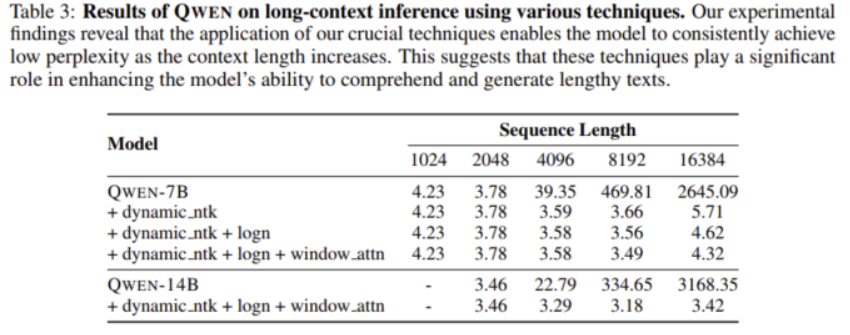 Table 3: Results of QWEN on long-context inference using various techniques. Our experimental
findings reveal that the application of our crucial techniques enables the model to consistently achieve
low perplexity as the context length increases. This suggests that these techniques play a significant
role in enhancing the model's ability to comprehend and generate lengthy texts.
Model Sequence Length
1024 2048 4096 8192 16384
QWEN-7B 4.23 3.78 39.35 469.81 2645.09
+ dynamic_ntk 4.23 3.78 3.59 3.66 5.71
+ dynamic_ntk + logn 4.23 3.78 3.58 3.56 4.62
+ dynamic_ntk + logn + window_attn 4.23 3.78 3.58 3.49 4.32
QWEN-14B - 3.46 22.79 334.65 3168.35
+ dynamic_ntk + logn + window_attn - 3.46 3.29 3.18 3.42